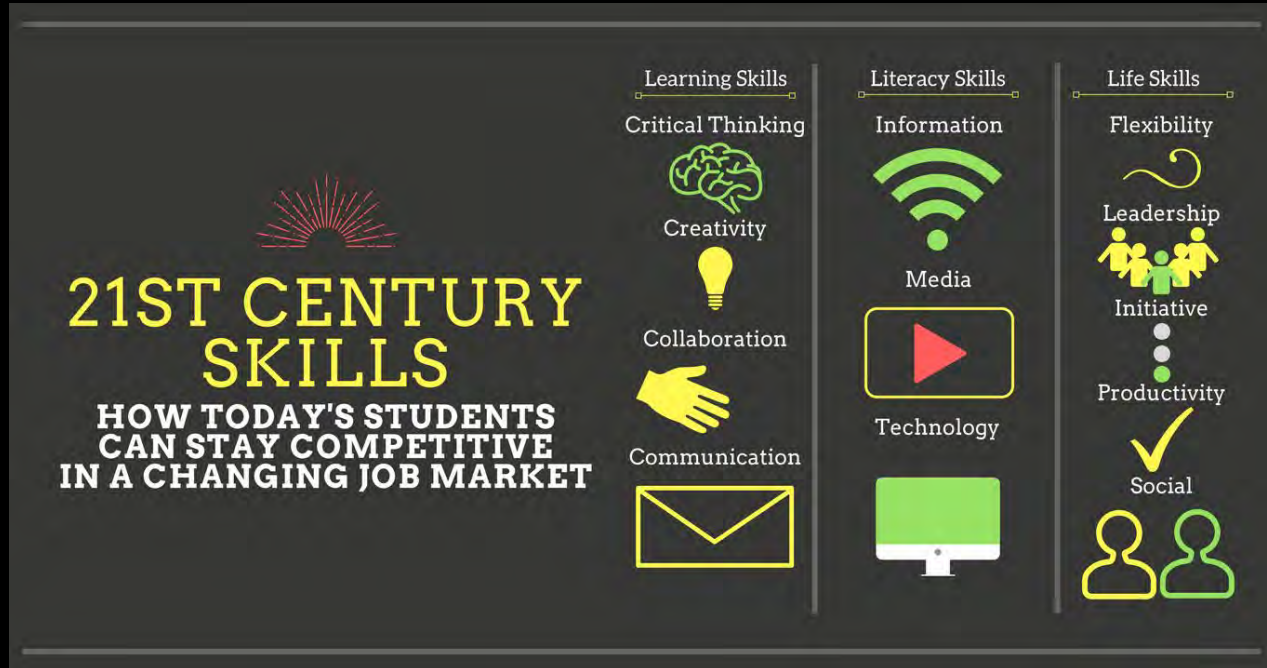 21ST CENTURY
SKILLS
HOW TODAY'S STUDENTS
CAN STAY COMPETITIVE
IN A CHANGING JOB MARKET
Learning Skills
Critical Thinking
Creativity
Collaboration
Communication
Literacy Skills
Information
Media
Technology
Life Skills
Flexibility
Leadership
Initiative
Productivity
Social